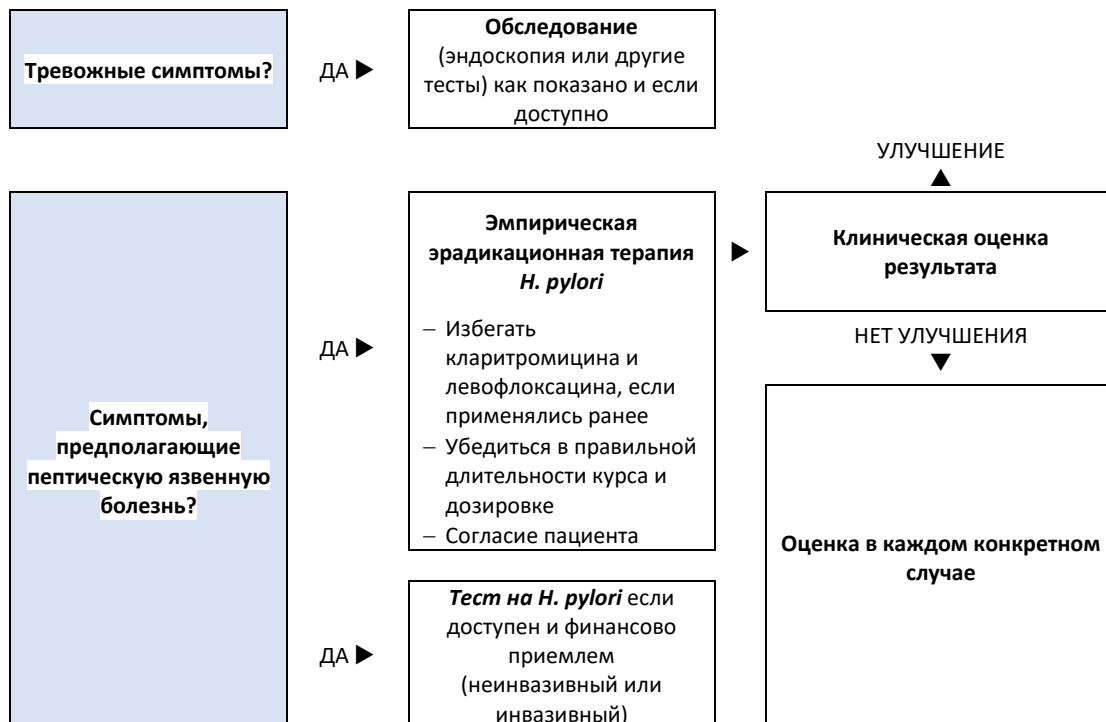 Тревожные симптомы?
ДА ▶
Обследование
(эндоскопия или другие
тесты) как показано и если
доступно
УЛУЧШЕНИЕ
▲
Симптомы,
предполагающие
пептическую язвенную
болезнь?
ДА ▶
Эмпирическая
эрадикационная терапия
H. pylori
– Избегать
кларитромицина и
левофлоксацина, если
применялись ранее
– Убедиться в правильной
длительности курса и
дозировке
– Согласие пациента
▶
Клиническая оценка
результата
НЕТ УЛУЧШЕНИЯ
▼
Оценка в каждом конкретном
случае
ДА ▶
Тест на H. pylori если
доступен и финансово
приемлем
(неинвазивный или
инвазивный)